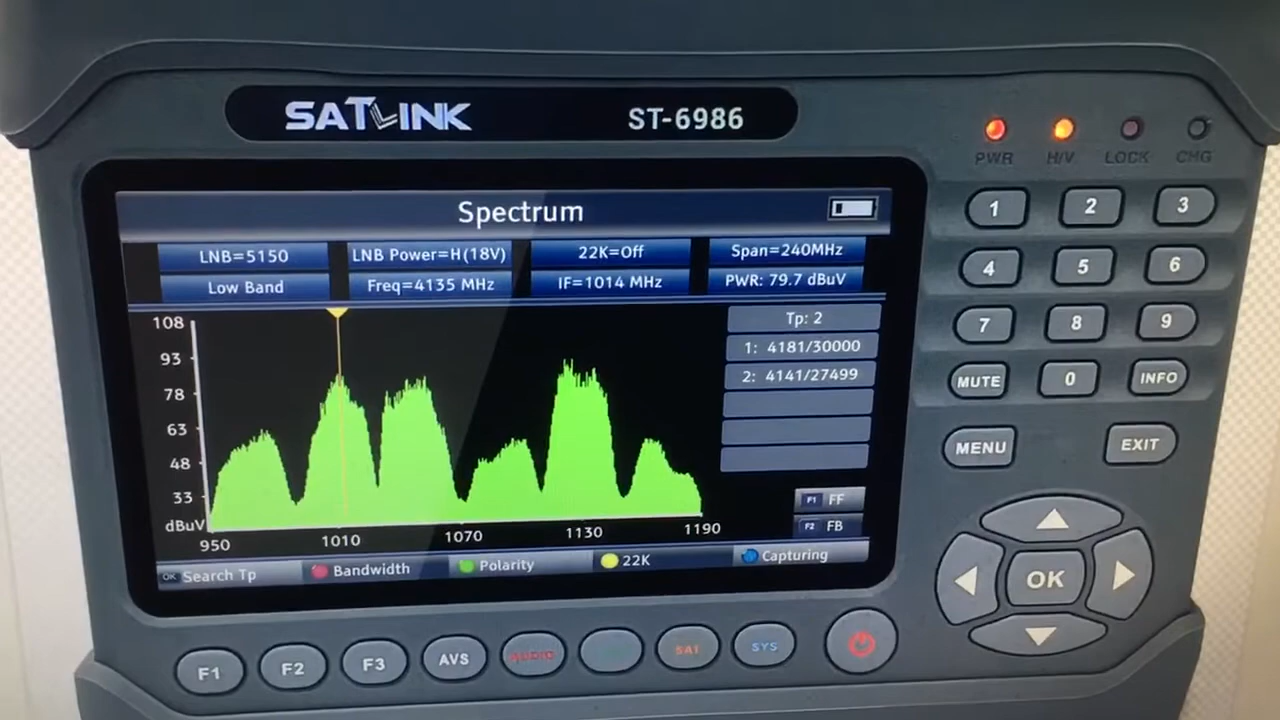 SATLINK ST-6986
PWR H/V LOCK CHG
Spectrum
LNB=5150 LNB Power=H(18V) 22K=Off Span=240MHz
Low Band Freq=4135 MHz IF=1014 MHz PWR: 79.7 dBuV
108
93
78
63
48
33
dBuV
950 1010 1070 1130 1190
Tp: 2
1: 4181/30000
2: 4141/27499
F1 FF
F2 FB
OK Search Tp Bandwidth Polarity 22K Capturing
1 2 3
4 5 6
7 8 9
MUTE 0 INFO
MENU EXIT
OK
F1 F2 F3 AVS AUDIO SAT SYS